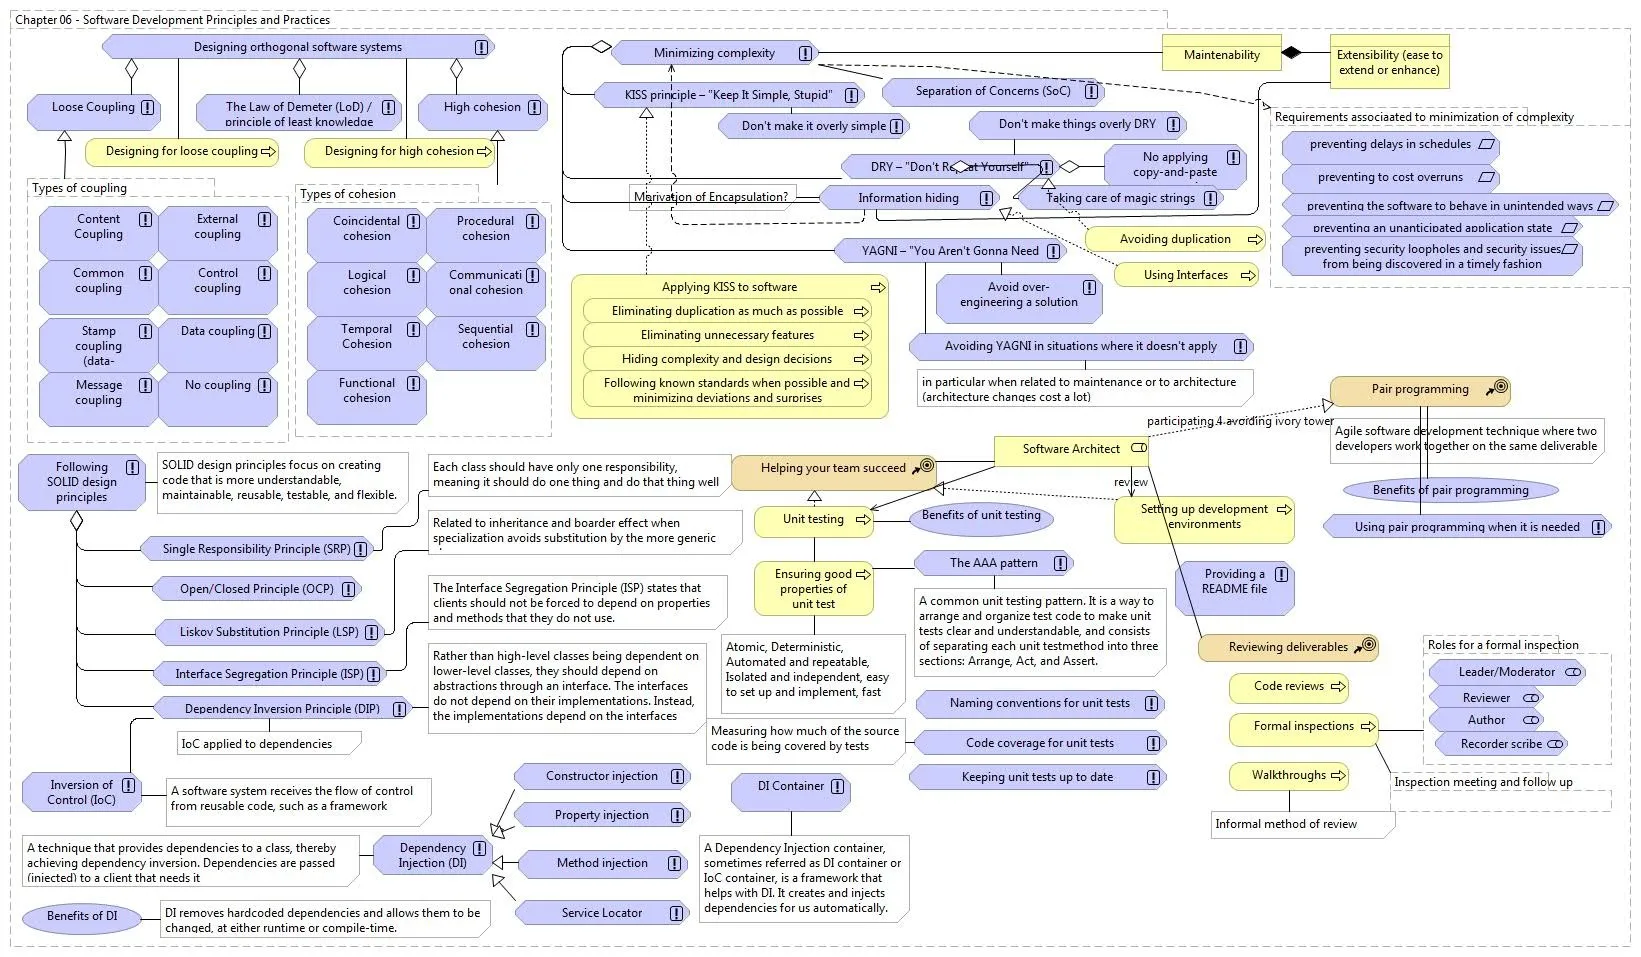 Chapter 06 - Software Development Principles and Practices
Designing orthogonal software systems
Loose Coupling
The Law of Demeter (LoD) /
principle of least knowledge
High cohesion
Designing for loose coupling
Designing for high cohesion
Types of coupling
Content
Coupling
External
coupling
Common
coupling
Control
coupling
Stamp
coupling
(data-
Data coupling
Message
coupling
No coupling
Types of cohesion
Coincidental
cohesion
Procedural
cohesion
Logical
cohesion
Communicati
onal cohesion
Temporal
Cohesion
Sequential
cohesion
Functional
cohesion
Minimizing complexity
Maintenability
Extensibility (ease to
extend or enhance)
KISS principle – "Keep It Simple, Stupid"
Separation of Concerns (SoC)
Don't make it overly simple
Don't make things overly DRY
DRY – "Don't Repeat Yourself"
No applying
copy-and-paste
Merivation of Encapsulation?
Information hiding
Taking care of magic strings
Avoiding duplication
Using Interfaces
YAGNI – "You Aren't Gonna Need
Avoid over-
engineering a solution
Avoiding YAGNI in situations where it doesn't apply
in particular when related to maintenance or to architecture
(architecture changes cost a lot)
Requirements associaated to minimization of complexity
preventing delays in schedules
preventing to cost overruns
preventing the software to behave in unintended ways
preventing an unanticipated application state
preventing security loopholes and security issues
from being discovered in a timely fashion
Applying KISS to software
Eliminating duplication as much as possible
Eliminating unnecessary features
Hiding complexity and design decisions
Following known standards when possible and
minimizing deviations and surprises
Pair programming
participating 4 avoiding ivory tower
Agile software development technique where two
developers work together on the same deliverable
Benefits of pair programming
Using pair programming when it is needed
Software Architect
review
Helping your team succeed
Unit testing
Benefits of unit testing
Setting up development
environments
Ensuring good
properties of
unit test
The AAA pattern
Providing a
README file
A common unit testing pattern. It is a way to
arrange and organize test code to make unit
tests clear and understandable, and consists
of separating each unit testmethod into three
sections: Arrange, Act, and Assert.
Atomic, Deterministic,
Automated and repeatable,
Isolated and independent, easy
to set up and implement, fast
Naming conventions for unit tests
Measuring how much of the source
code is being covered by tests
Code coverage for unit tests
Keeping unit tests up to date
Reviewing deliverables
Code reviews
Formal inspections
Walkthroughs
Informal method of review
Roles for a formal inspection
Leader/Moderator
Reviewer
Author
Recorder scribe
Inspection meeting and follow up
Following
SOLID design
principles
SOLID design principles focus on creating
code that is more understandable,
maintainable, reusable, testable, and flexible.
Each class should have only one responsibility,
meaning it should do one thing and do that thing well
Related to inheritance and boarder effect when
specialization avoids substitution by the more generic
Single Responsibility Principle (SRP)
Open/Closed Principle (OCP)
The Interface Segregation Principle (ISP) states that
clients should not be forced to depend on properties
and methods that they do not use.
Liskov Substitution Principle (LSP)
Interface Segregation Principle (ISP)
Rather than high-level classes being dependent on
lower-level classes, they should depend on
abstractions through an interface. The interfaces
do not depend on their implementations. Instead,
the implementations depend on the interfaces
Dependency Inversion Principle (DIP)
IoC applied to dependencies
Inversion of
Control (IoC)
A software system receives the flow of control
from reusable code, such as a framework
Constructor injection
Property injection
Method injection
Service Locator
Dependency
Injection (DI)
A technique that provides dependencies to a class, thereby
achieving dependency inversion. Dependencies are passed
(injected) to a client that needs it
Benefits of DI
DI removes hardcoded dependencies and allows them to be
changed, at either runtime or compile-time.
DI Container
A Dependency Injection container,
sometimes referred as DI container or
IoC container, is a framework that
helps with DI. It creates and injects
dependencies for us automatically.